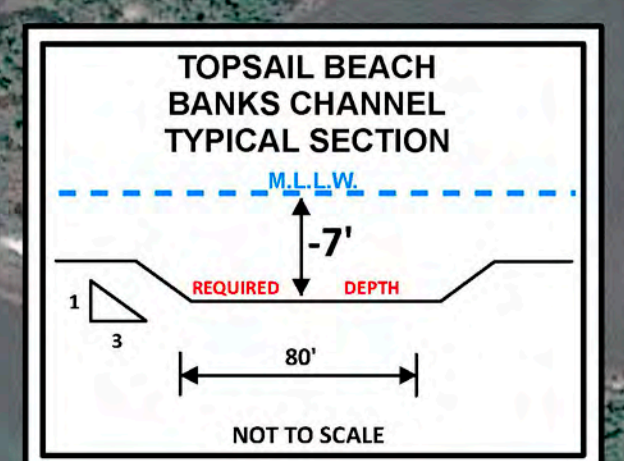 TOPSAIL BEACH
BANKS CHANNEL
TYPICAL SECTION
M.L.L.W.
-7'
REQUIRED DEPTH
1
3
80'
NOT TO SCALE